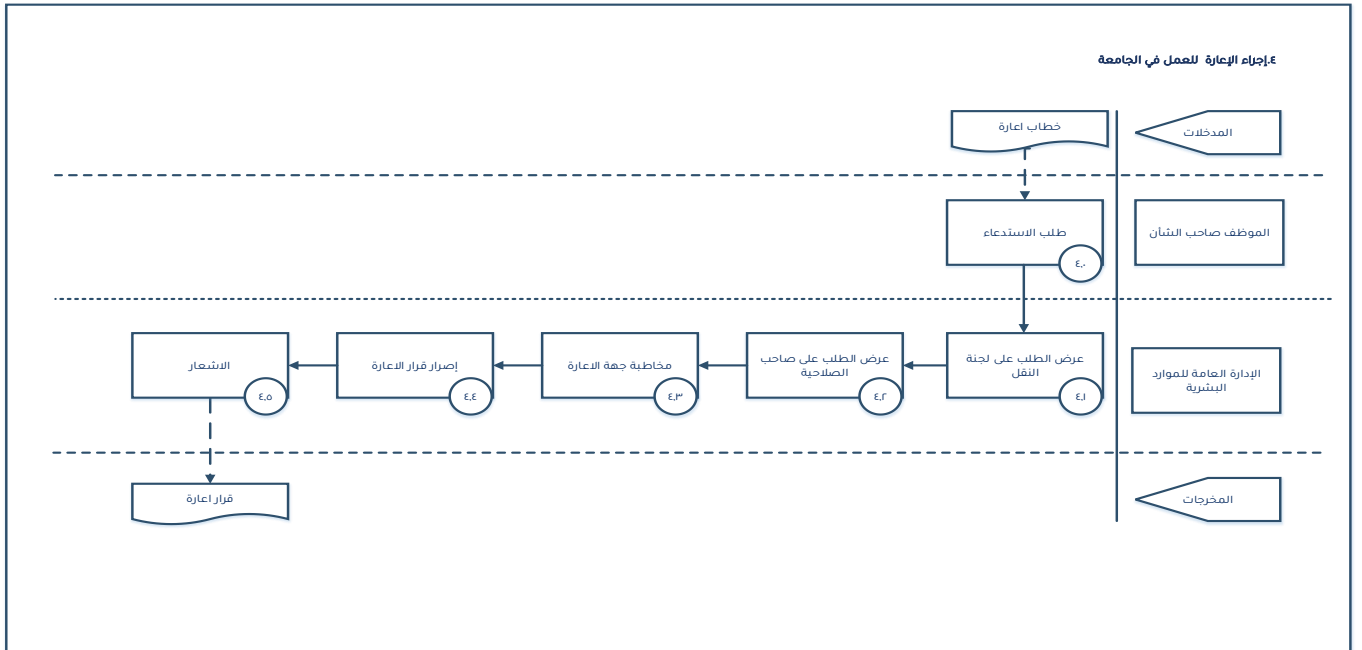 ٤.إجراء الإعارة للعمل في الجامعة
المدخلات
خطاب اعارة
الموظف صاحب الشأن
طلب الاستدعاء
٤,٠
الإدارة العامة للموارد
البشرية
عرض الطلب على لجنة
النقل
٤,١
عرض الطلب على صاحب
الصلاحية
٤,٢
مخاطبة جهة الاعارة
٤,٣
إصرار قرار الاعارة
٤,٤
الاشعار
٤,٥
المخرجات
قرار اعارة